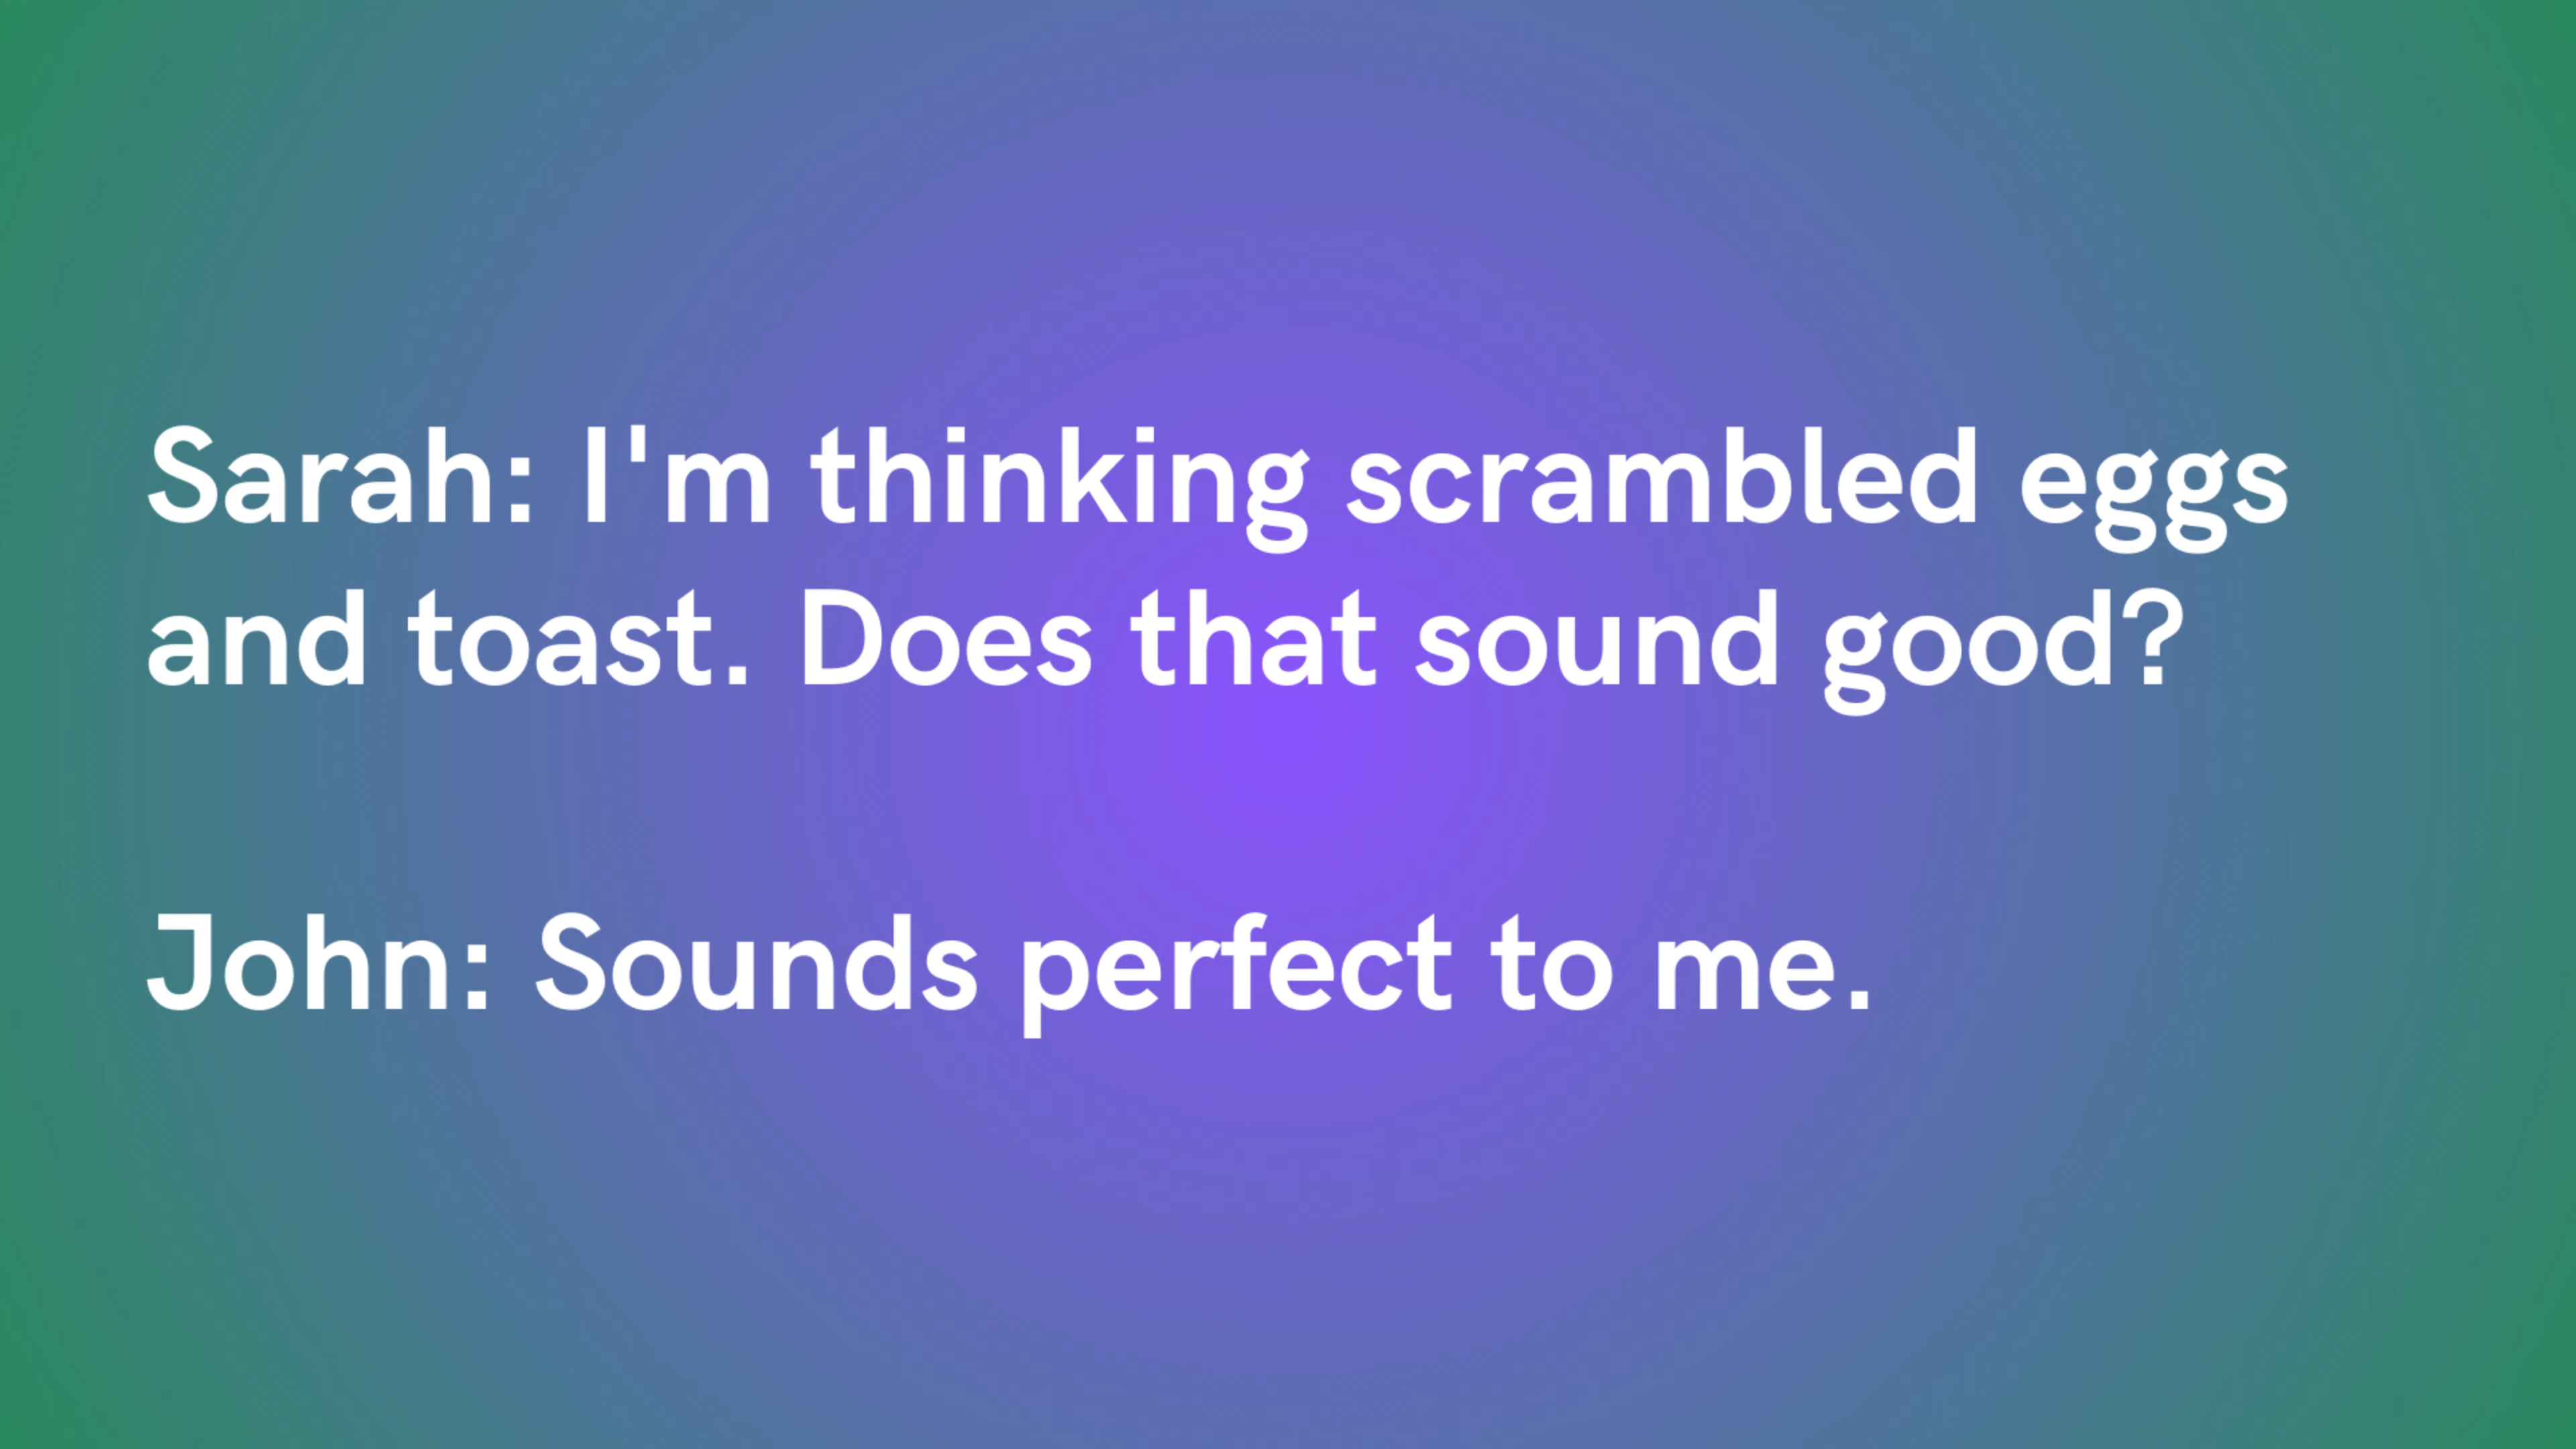 Sarah: I'm thinking scrambled eggs
and toast. Does that sound good?
John: Sounds perfect to me.